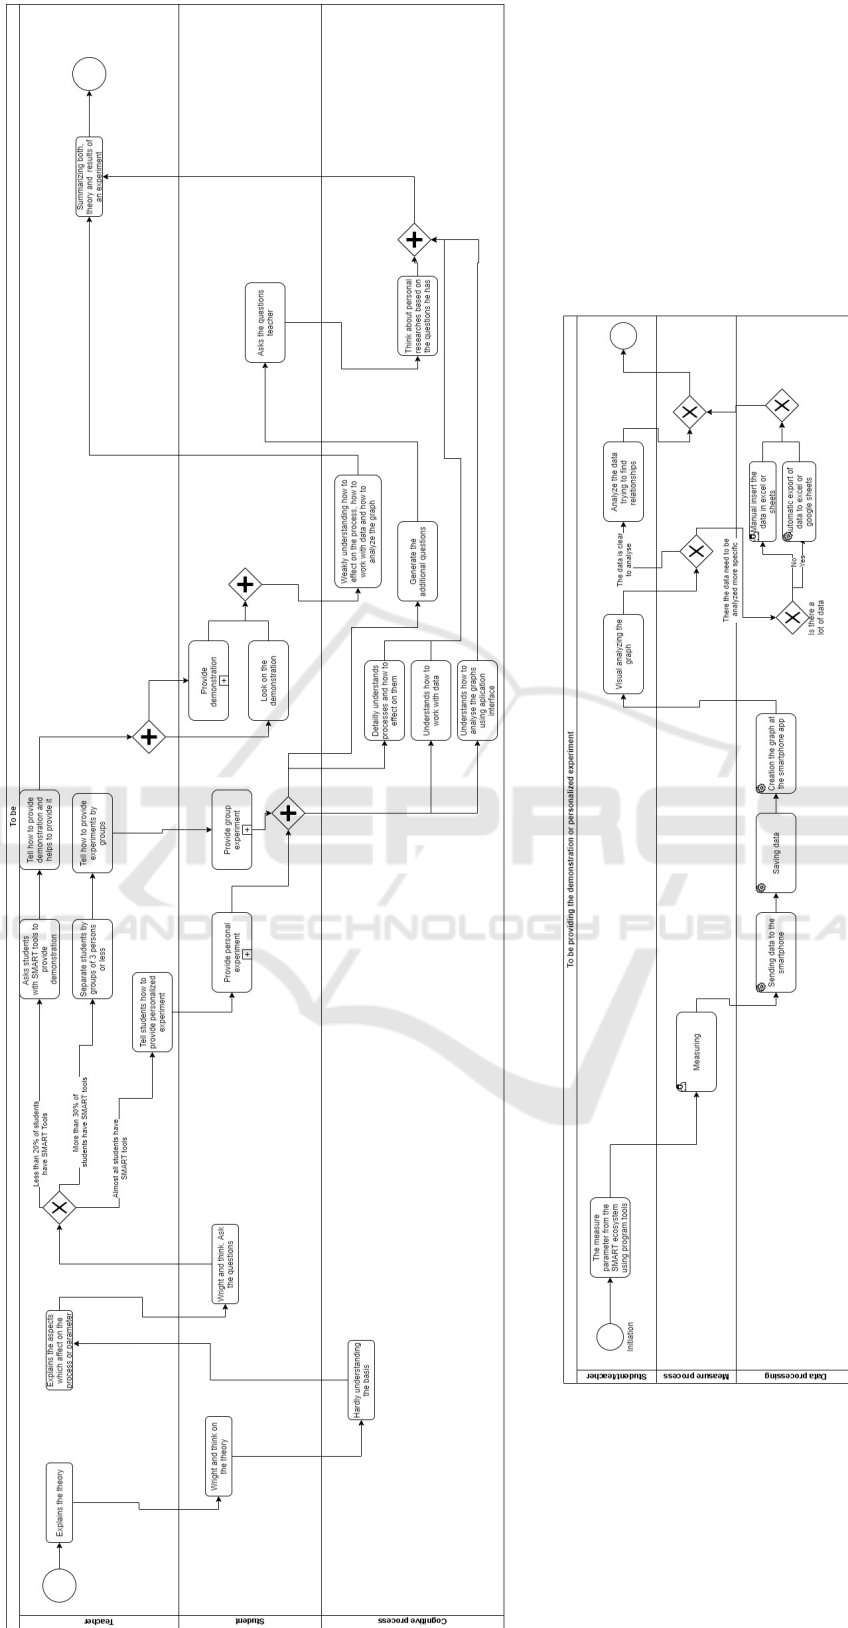 To be
Teacher
Student
Cognitive process
Explains the theory
Wright and think on
the theory
Hardly understanding
the basis
Explains the aspects
which affect on the
process or parameter
Wright and think. Ask
the questions
Less than 20% of students
have SMART Tools
More than 30% of
students have SMART tools
Almost all students have
SMART tools
Asks students
with SMART tools to
provide
demonstration
Separate students by
groups of 3 persons
or less
Tell students how to
provide personalized
experiment
Tell how to provide
demonstration and
helps to provide it
Tell how to provide
experiments by
groups
Provide personal
experiment
Provide group
experiment
Provide
demonstration
Look on the
demonstration
Detailly understands
processes and how to
effect on them
Understands how to
work with data
Understands how to
analyse the graphs
using aplication
interface
Weakly understanding how to
effect on the process, how to
work with data and how to
analyze the graph
Generate the
additional questions
Asks the questions
teacher
Think about personal
researches based on
the questions he has
Summarizing both,
theory and results of
an experiment
To be providing the demonstration or personalized experiment
Student/teacher
Measure process
Data processing
Initiation
The measure
parameter from the
SMART ecosystem
using program tools
Measuring
Sending data to the
smartphone
Saving data
Creation the graph at
the smartphone app
Visual analyzing the
graph
The data is clear
to analyse
There the data need to be
analyzed more specific
Is there a
lot of data
No
Yes
Manual insert the
data in excel or
sheets
Automatic export of
data to excel or
google sheets
Analyze the data
trying to find
relationships